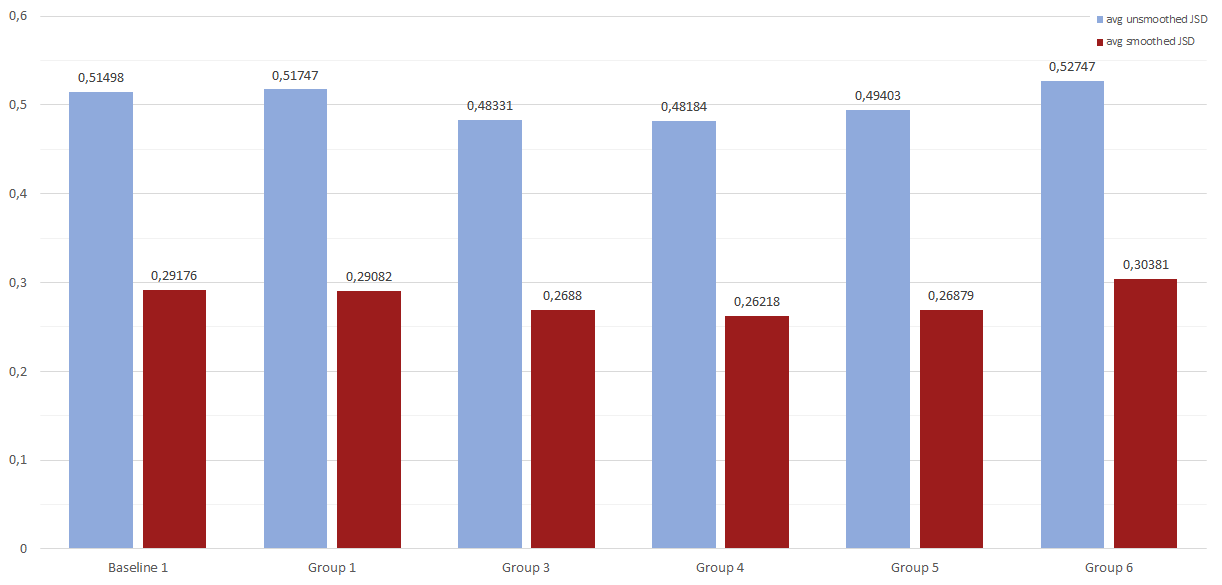 0,6
avg unsmoothed JSD
avg smoothed JSD
0,51498
0,51747
0,48331
0,48184
0,49403
0,52747
0,5
0,4
0,29176
0,29082
0,2688
0,26218
0,26879
0,30381
0,3
0,2
0,1
0
Baseline 1
Group 1
Group 3
Group 4
Group 5
Group 6